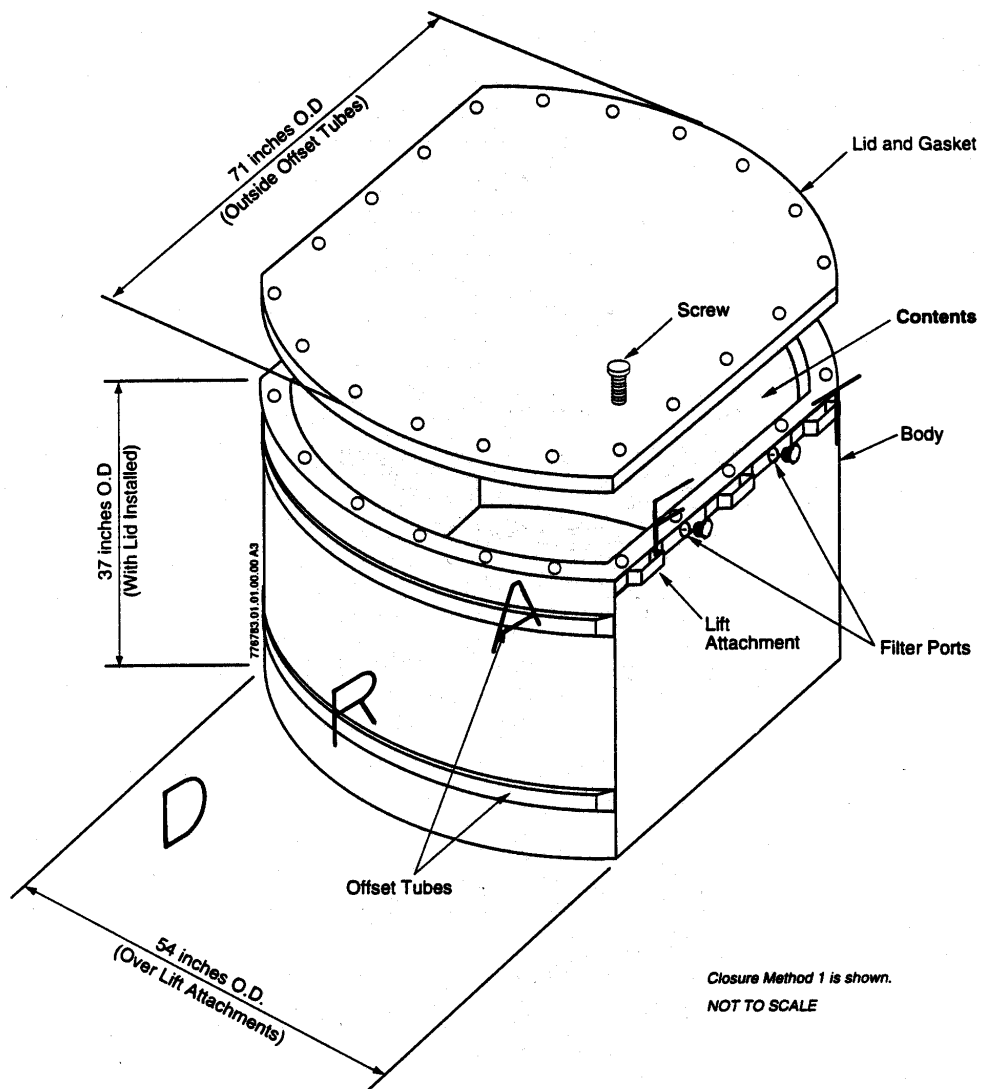 71 inches O.D
(Outside Offset Tubes)
Lid and Gasket
Screw
Contents
Body
37 inches O.D
(With Lid Installed)
776763.01.01.00.00 A3
Lift
Attachment
Filter Ports
DRAFT
Offset Tubes
54 inches O.D.
(Over Lift Attachments)
Closure Method 1 is shown.
NOT TO SCALE